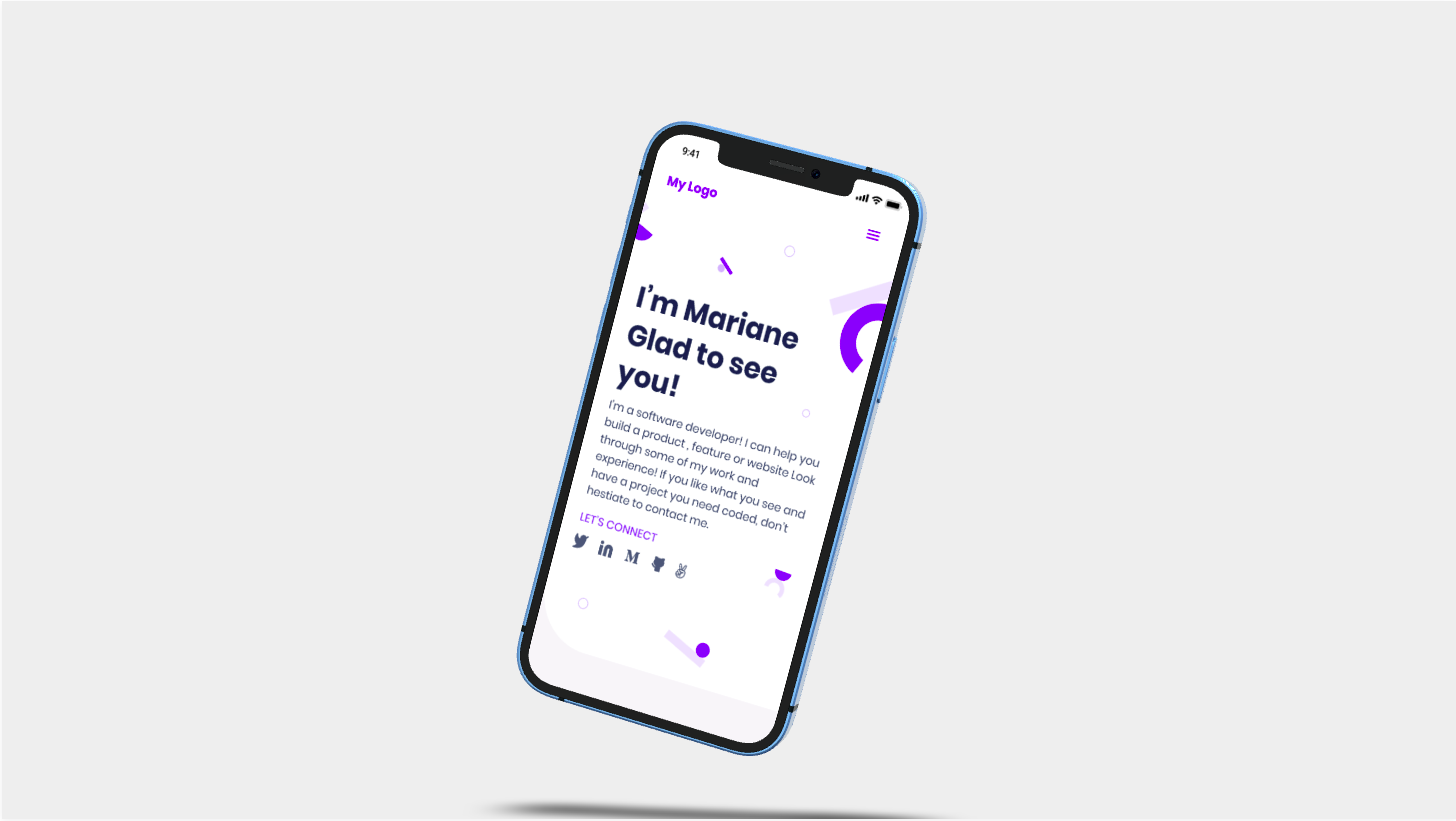 9:41
My Logo
I'm Mariane
Glad to see
you!
I'm a software developer! I can help you
build a product , feature or website Look
through some of my work and
experience! If you like what you see and
have a project you need coded, don't
hestiate to contact me.
LET'S CONNECT